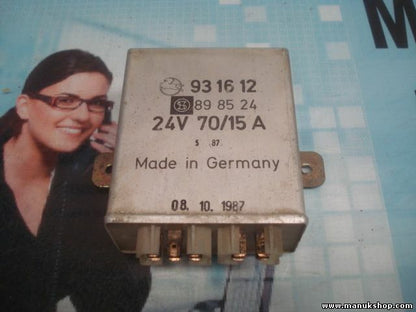 93 16 12
S 89 85 24
24V 70/15 A
S 87
Made in Germany
08. 10. 1987
M
www.manukshop.com